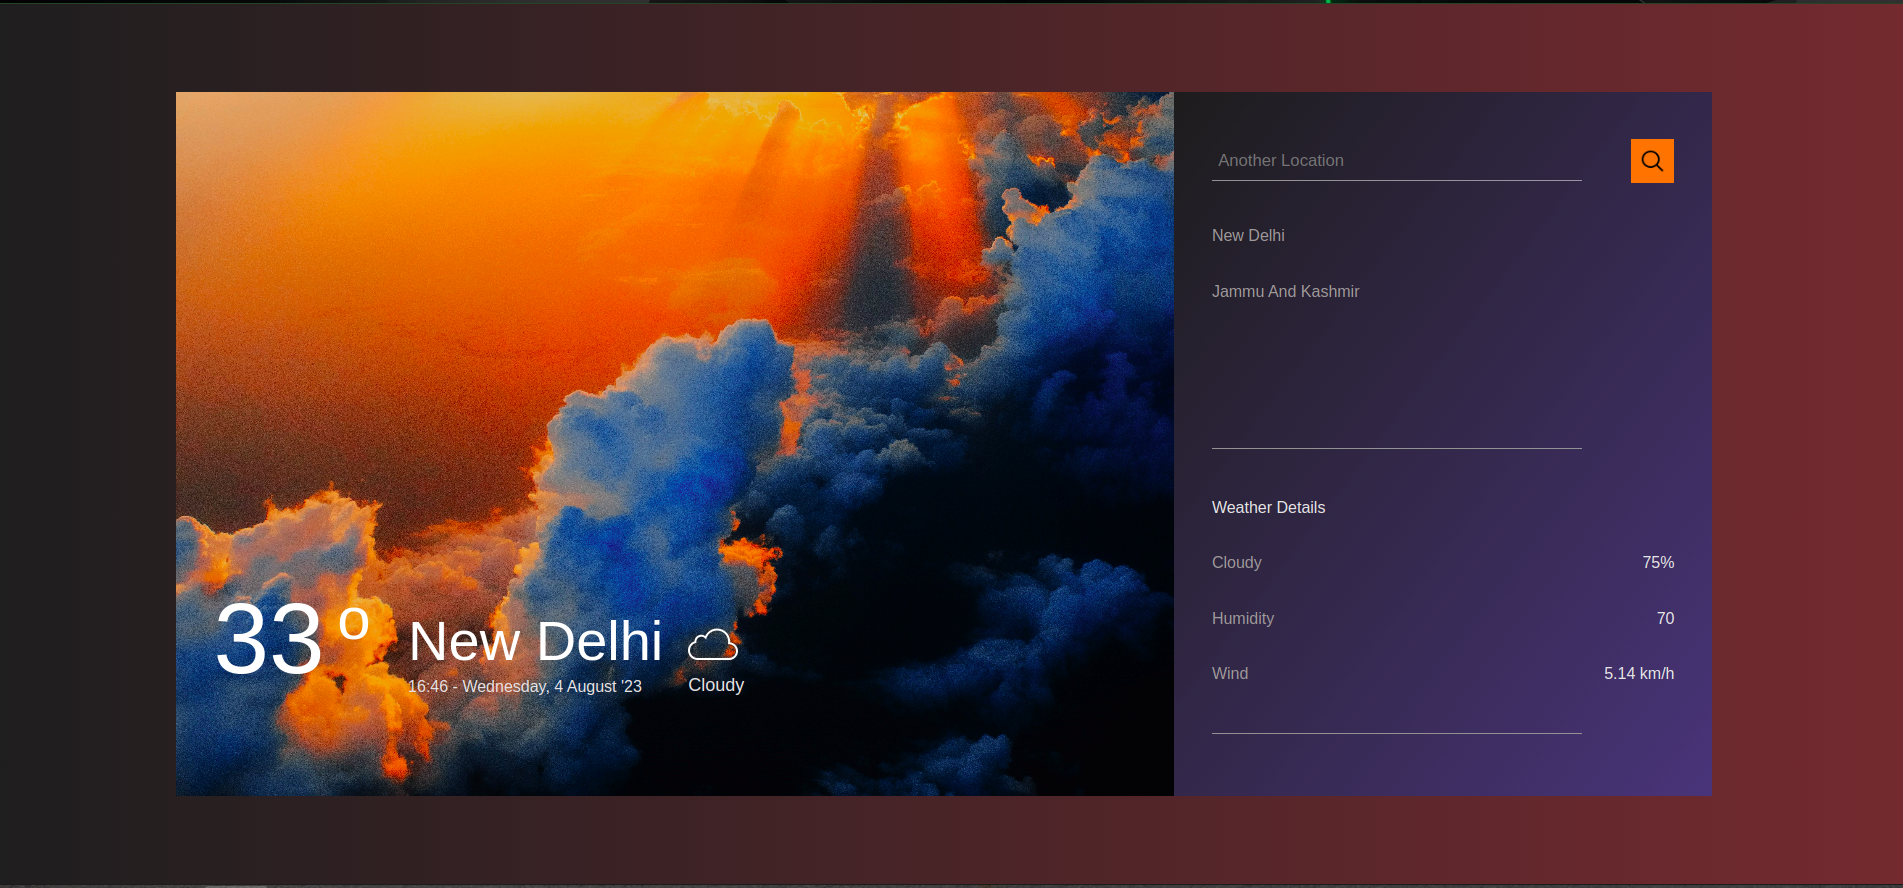 33°
New Delhi
16:46 - Wednesday, 4 August '23
Cloudy
Another Location
New Delhi
Jammu And Kashmir
Weather Details
Cloudy 75%
Humidity 70
Wind 5.14 km/h